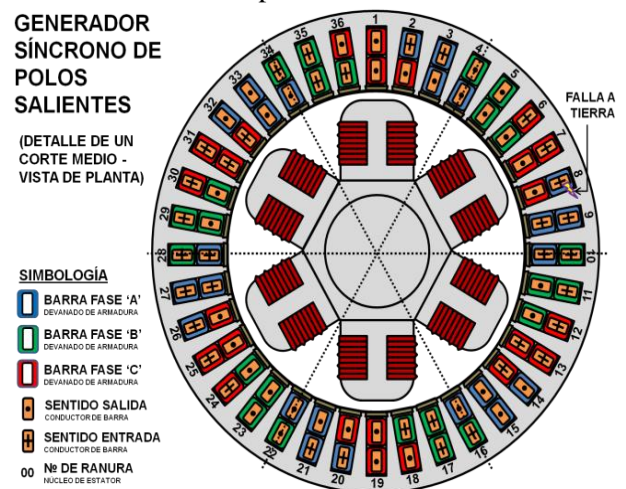 GENERADOR
SÍNCRONO DE
POLOS
SALIENTES
(DETALLE DE UN
CORTE MEDIO -
VISTA DE PLANTA)
FALLA A
TIERRA
SIMBOLOGÍA
BARRA FASE 'A'
DEVANADO DE ARMADURA
BARRA FASE 'B'
DEVANADO DE ARMADURA
BARRA FASE 'C'
DEVANADO DE ARMADURA
SENTIDO SALIDA
CONDUCTOR DE BARRA
SENTIDO ENTRADA
CONDUCTOR DE BARRA
00 Nº DE RANURA
NÚCLEO DE ESTATOR
1
2
3
4
5
6
7
8
9
10
11
12
13
14
15
16
17
18
19
20
21
22
23
24
25
26
27
28
29
30
31
32
33
34
35
36